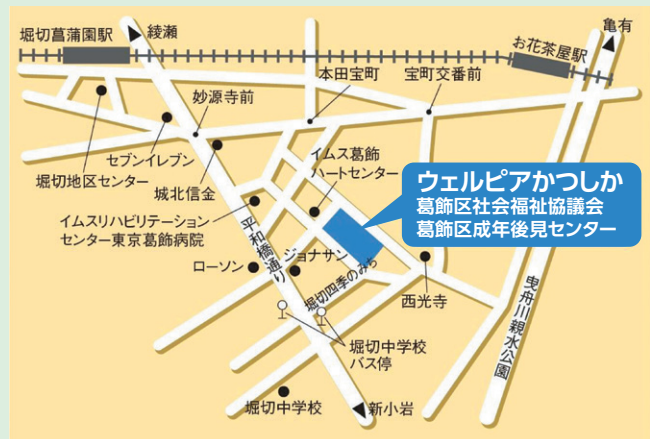 亀有
綾瀬
堀切菖蒲園駅
お花茶屋駅
本田宝町
宝町交番前
妙源寺前
セブンイレブン
堀切地区センター
城北信金
イムス葛飾
ハートセンター
ウェルピアかつしか
葛飾区社会福祉協議会
葛飾区成年後見センター
イムスリハビリテーション
センター東京葛飾病院
平和橋通り
ジョナサン
ローソン
堀切四季のみち
西光寺
曳舟川親水公園
堀切中学校
バス停
堀切中学校
新小岩